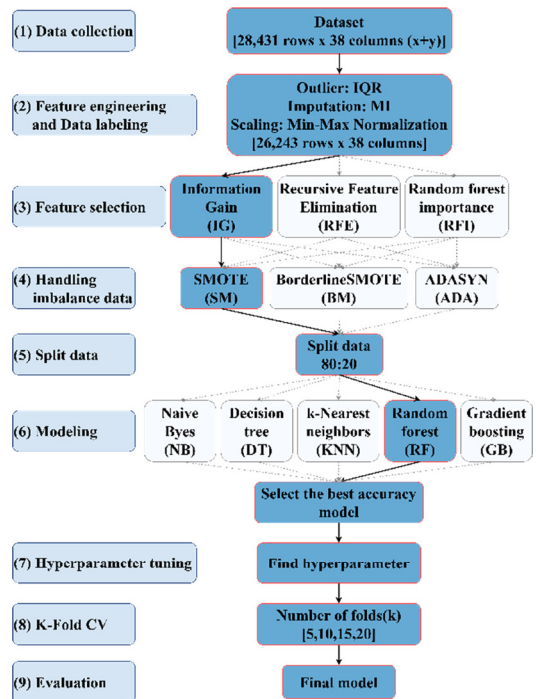 (1) Data collection
Dataset
[28,431 rows x 38 columns (x+y)]
(2) Feature engineering
and Data labeling
Outlier: IQR
Imputation: MI
Scaling: Min-Max Normalization
[26,243 rows x 38 columns]
(3) Feature selection
Information
Gain
(IG)
Recursive Feature
Elimination
(RFE)
Random forest
importance
(RFI)
(4) Handling
imbalance data
SMOTE
(SM)
BorderlineSMOTE
(BM)
ADASYN
(ADA)
(5) Split data
Split data
80:20
(6) Modeling
Naive
Byes
(NB)
Decision
tree
(DT)
k-Nearest
neighbors
(KNN)
Random
forest
(RF)
Gradient
boosting
(GB)
Select the best accuracy
model
(7) Hyperparameter tuning
Find hyperparameter
(8) K-Fold CV
Number of folds(k)
[5,10,15,20]
(9) Evaluation
Final model